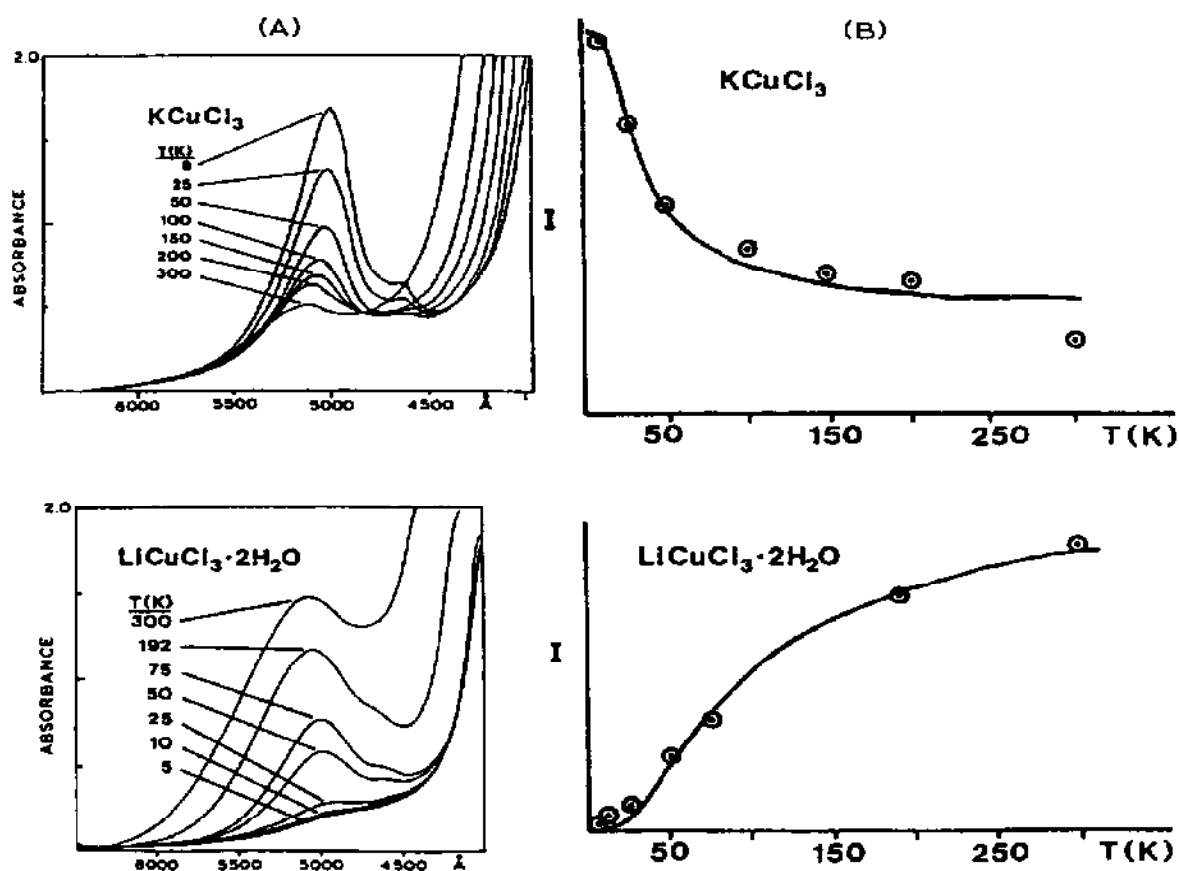 (A)
2.0
KCuCl₃
T(K)
8
25
50
100
150
200
300
ABSORBANCE
6000 5500 5000 4500 Å
(B)
KCuCl₃
I
50 150 250 T(K)
2.0
LiCuCl₃·2H₂O
T(K)
300
192
75
50
25
10
5
ABSORBANCE
6000 5500 5000 4500 Å
LiCuCl₃·2H₂O
I
50 150 250 T(K)